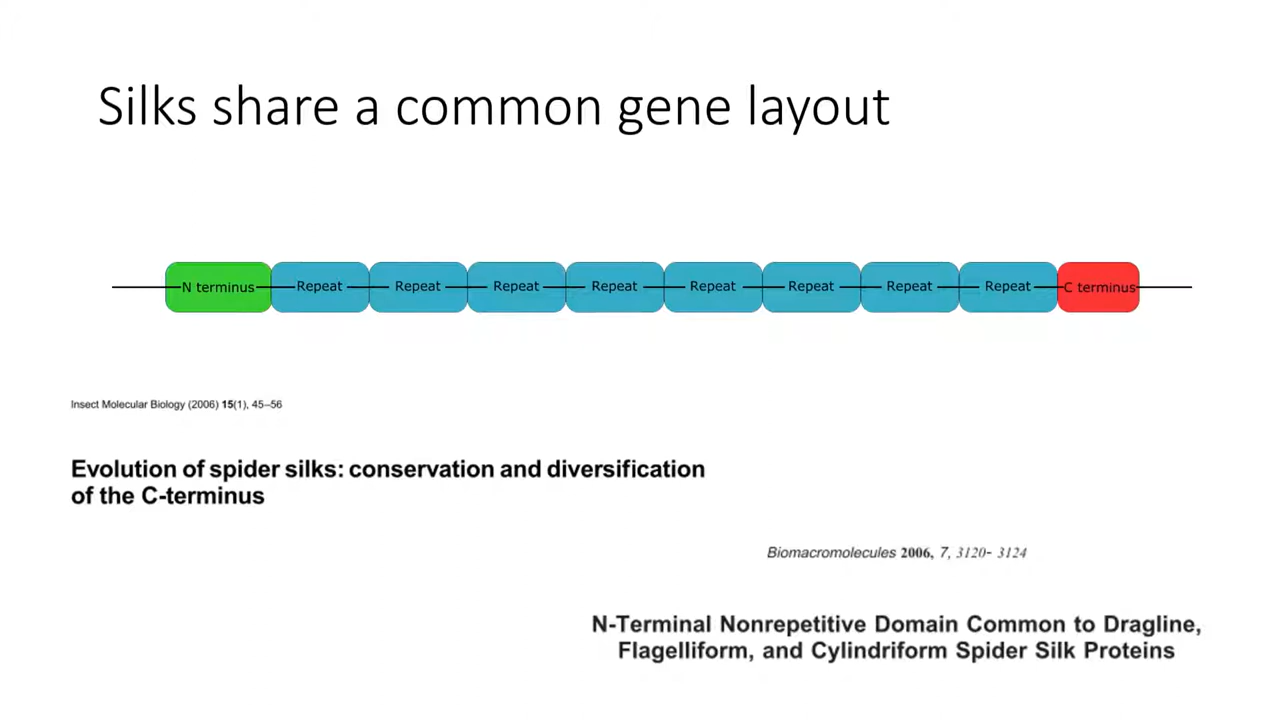 Silks share a common gene layout
N terminus Repeat Repeat Repeat Repeat Repeat Repeat Repeat Repeat C terminus
Insect Molecular Biology (2006) 15(1), 45–56
Evolution of spider silks: conservation and diversification
of the C-terminus
Biomacromolecules 2006, 7, 3120- 3124
N-Terminal Nonrepetitive Domain Common to Dragline,
Flagelliform, and Cylindriform Spider Silk Proteins